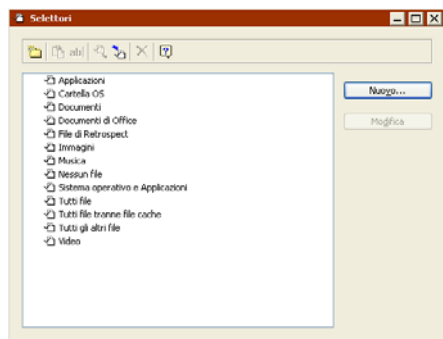 Selettori
abl
Applicazioni
Cartella OS
Documenti
Documenti di Office
File di Retrospect
Immagini
Musica
Nessun file
Sistema operativo e Applicazioni
Tutti file
Tutti file tranne file cache
Tutti gli altri file
Video
Nuovo...
Modifica